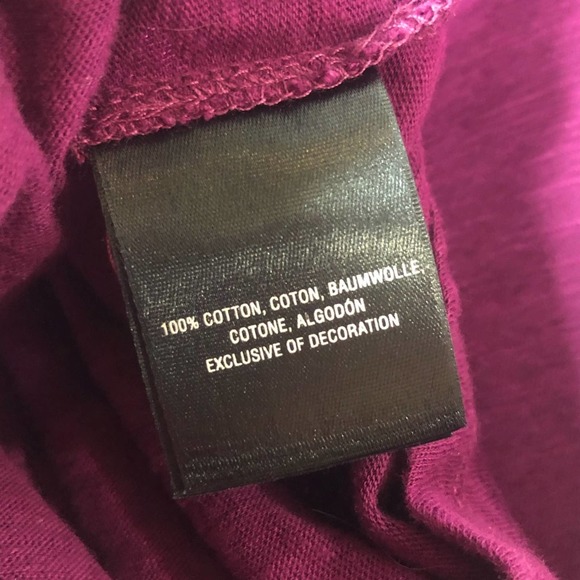 100% COTTON, COTON, BAUMWOLLE,
COTONE, ALGODÓN
EXCLUSIVE OF DECORATION